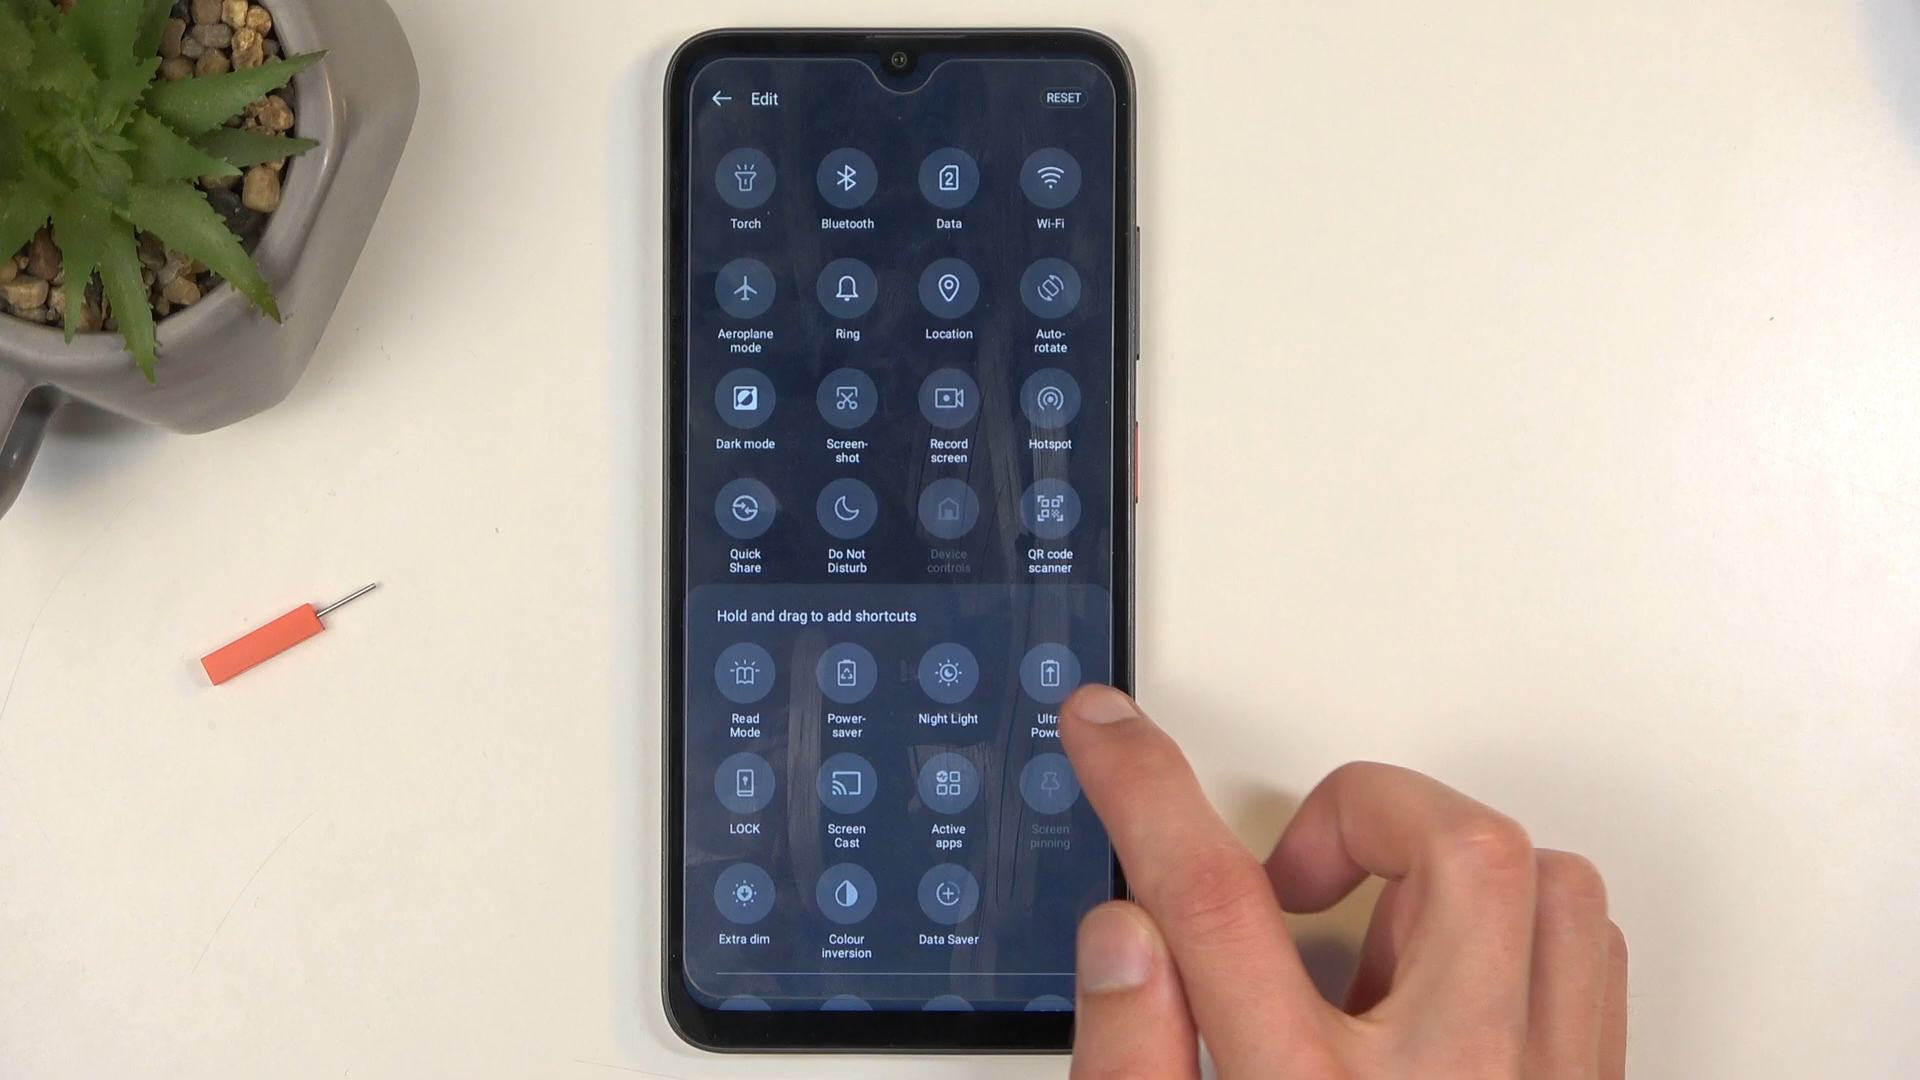 Edit
RESET
Torch
Bluetooth
Data
Wi-Fi
Aeroplane
mode
Ring
Location
Auto-
rotate
Dark mode
Screen-
shot
Record
screen
Hotspot
Quick
Share
Do Not
Disturb
Device
controls
QR code
scanner
Hold and drag to add shortcuts
Read
Mode
Power-
saver
Night Light
LOCK
Screen
Cast
Active
apps
Screen
pinning
Extra dim
Colour
inversion
Data Saver